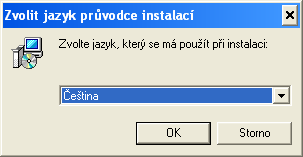 Zvolit jazyk průvodce instalací
Zvolte jazyk, který se má použít při instalaci:
Čeština
OK
Storno